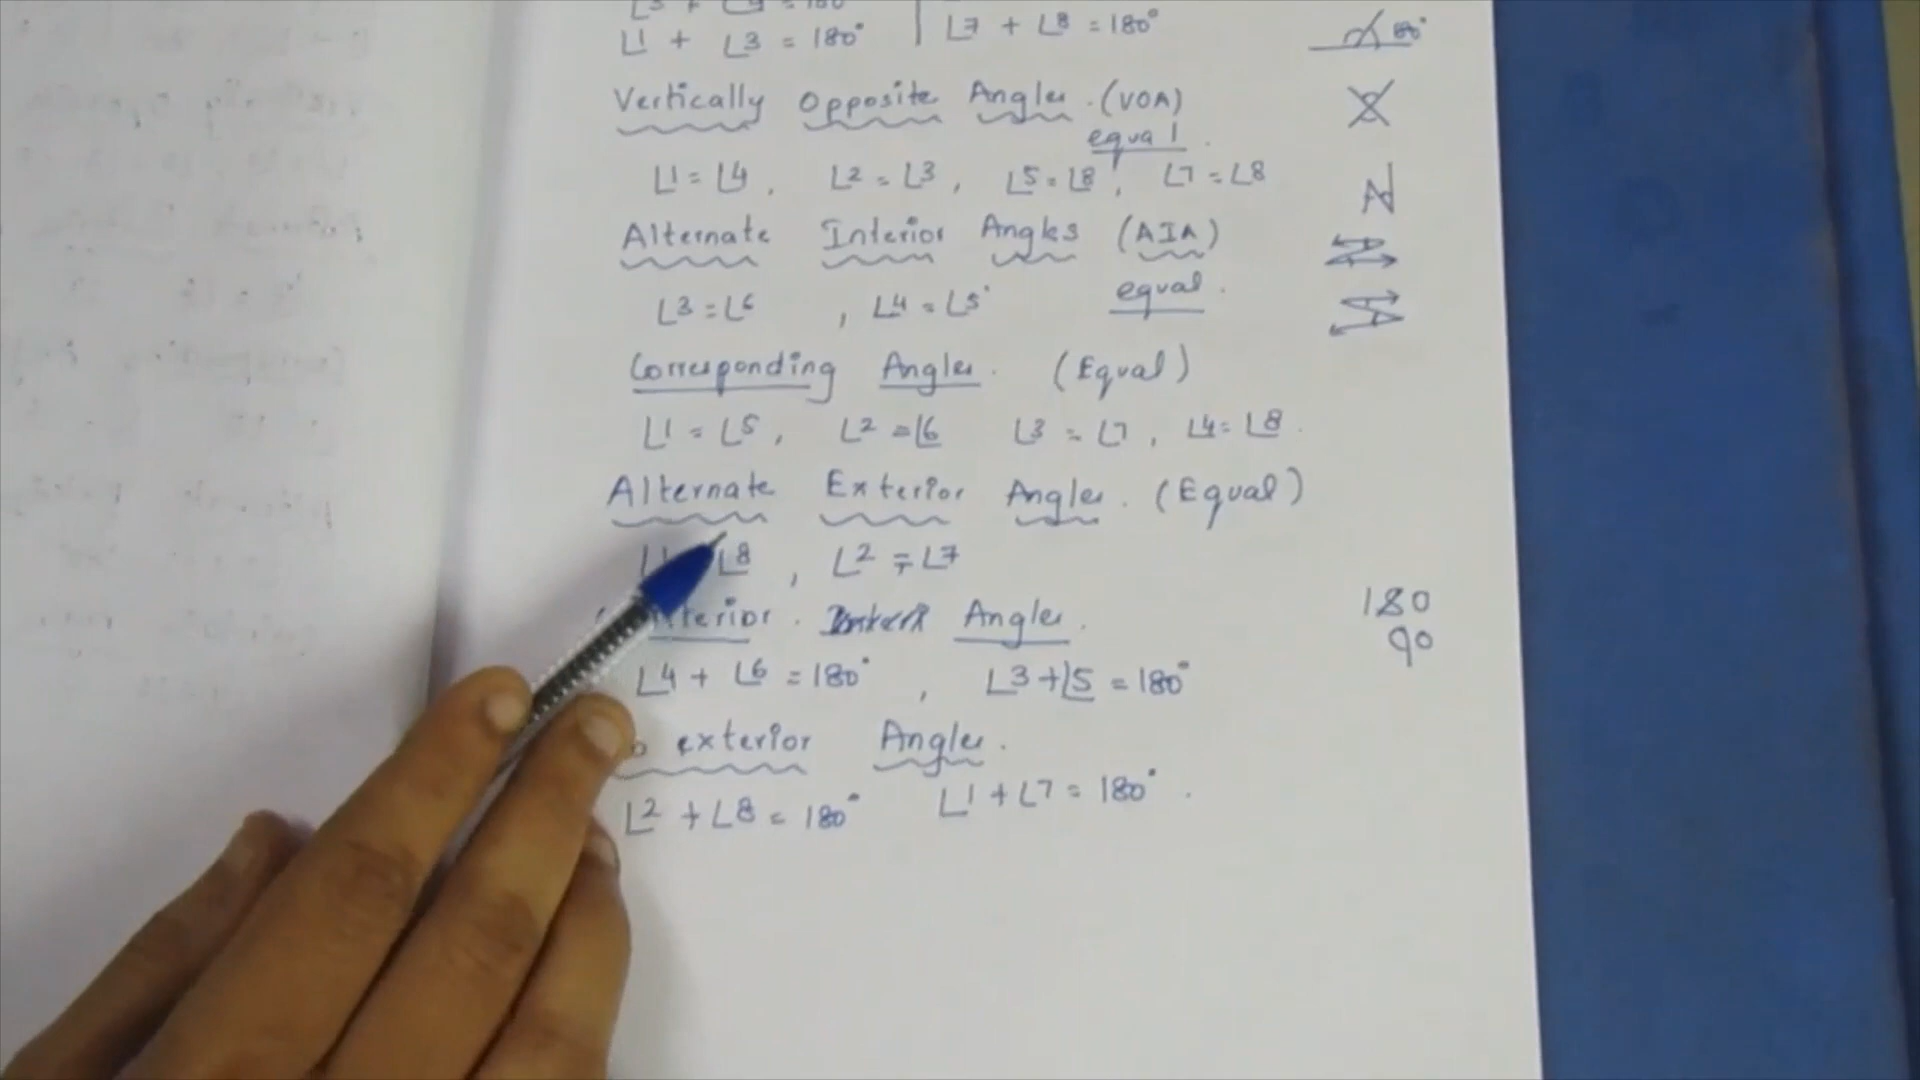 ∠1 + ∠3 = 180° | ∠7 + ∠8 = 180°
80°
Vertically Opposite Angles. (VOA)
equal.
∠1 = ∠4, ∠2 = ∠3, ∠5 = ∠8, ∠7 = ∠8
Alternate Interior Angles (AIA)
∠3 = ∠6, ∠4 = ∠5 equal.
Corresponding Angles. (Equal)
∠1 = ∠5, ∠2 = ∠6 ∠3 = ∠7, ∠4 = ∠8.
Alternate Exterior Angles. (Equal)
∠8, ∠2 = ∠7
180
Angles.
90
∠4 + ∠6 = 180°, ∠3 + ∠5 = 180°
exterior Angles.
∠2 + ∠8 = 180° ∠1 + ∠7 = 180°.